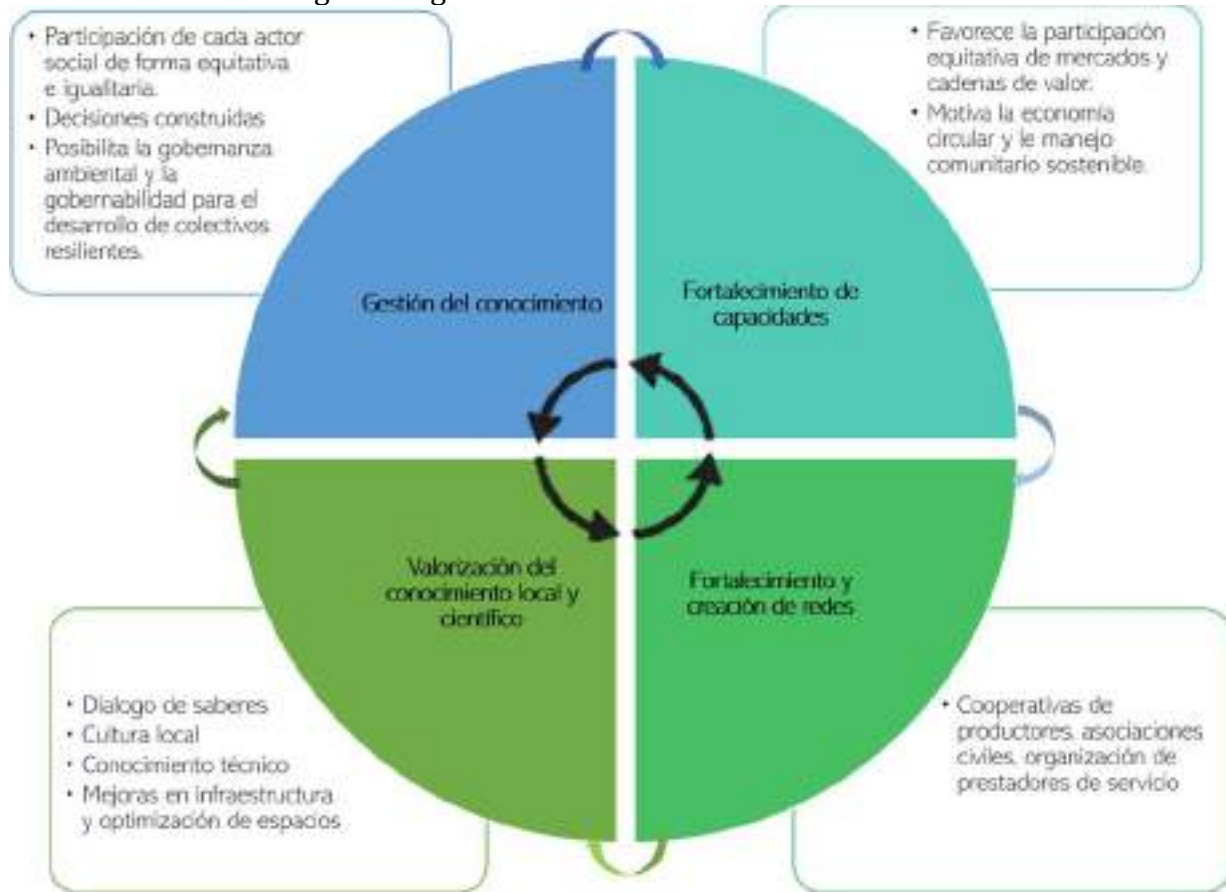 • Participación de cada actor
social de forma equitativa
e igualitaria.
• Decisiones construidas
• Posibilita la gobernanza
ambiental y la
gobernabilidad para el
desarrollo de colectivos
resilientes.
• Favorece la participación
equitativa de mercados y
cadenas de valor.
• Motiva la economía
circular y le manejo
comunitario sostenible.
Gestión del conocimiento
Fortalecimiento de
capacidades
Valorización del
conocimiento local y
científico
Fortalecimiento y
creación de redes
• Dialogo de saberes
• Cultura local
• Conocimiento técnico
• Mejoras en infraestructura
y optimización de espacios
• Cooperativas de
productores, asociaciones
civiles, organización de
prestadores de servicio